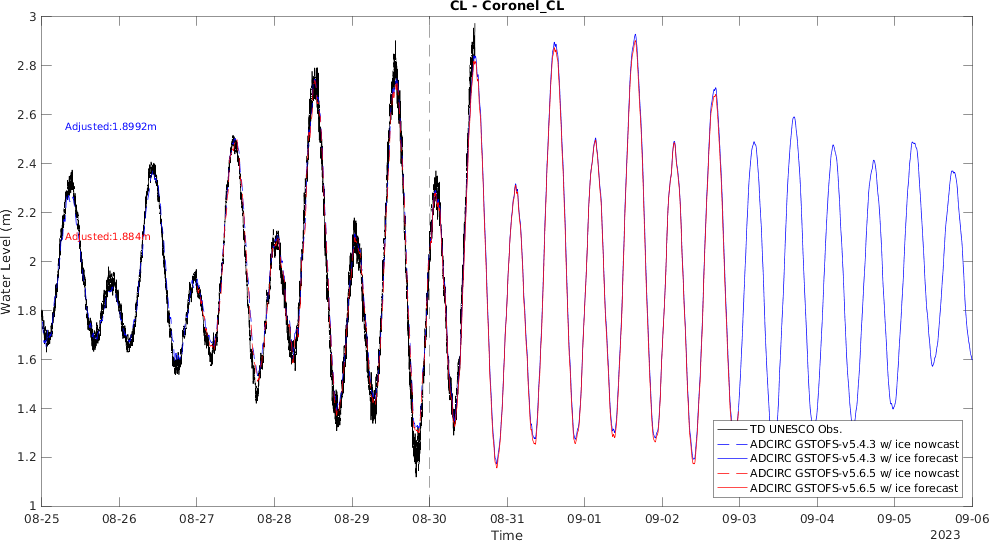 CL - Coronel_CL
3
2.8
2.6
2.4
2.2
2
1.8
1.6
1.4
1.2
1
Water Level (m)
Adjusted:1.8992m
Adjusted:1.884m
TD UNESCO Obs.
ADCIRC GSTOFS-v5.4.3 w/ ice nowcast
ADCIRC GSTOFS-v5.4.3 w/ ice forecast
ADCIRC GSTOFS-v5.6.5 w/ ice nowcast
ADCIRC GSTOFS-v5.6.5 w/ ice forecast
08-25 08-26 08-27 08-28 08-29 08-30 08-31 09-01 09-02 09-03 09-04 09-05 09-06
Time
2023